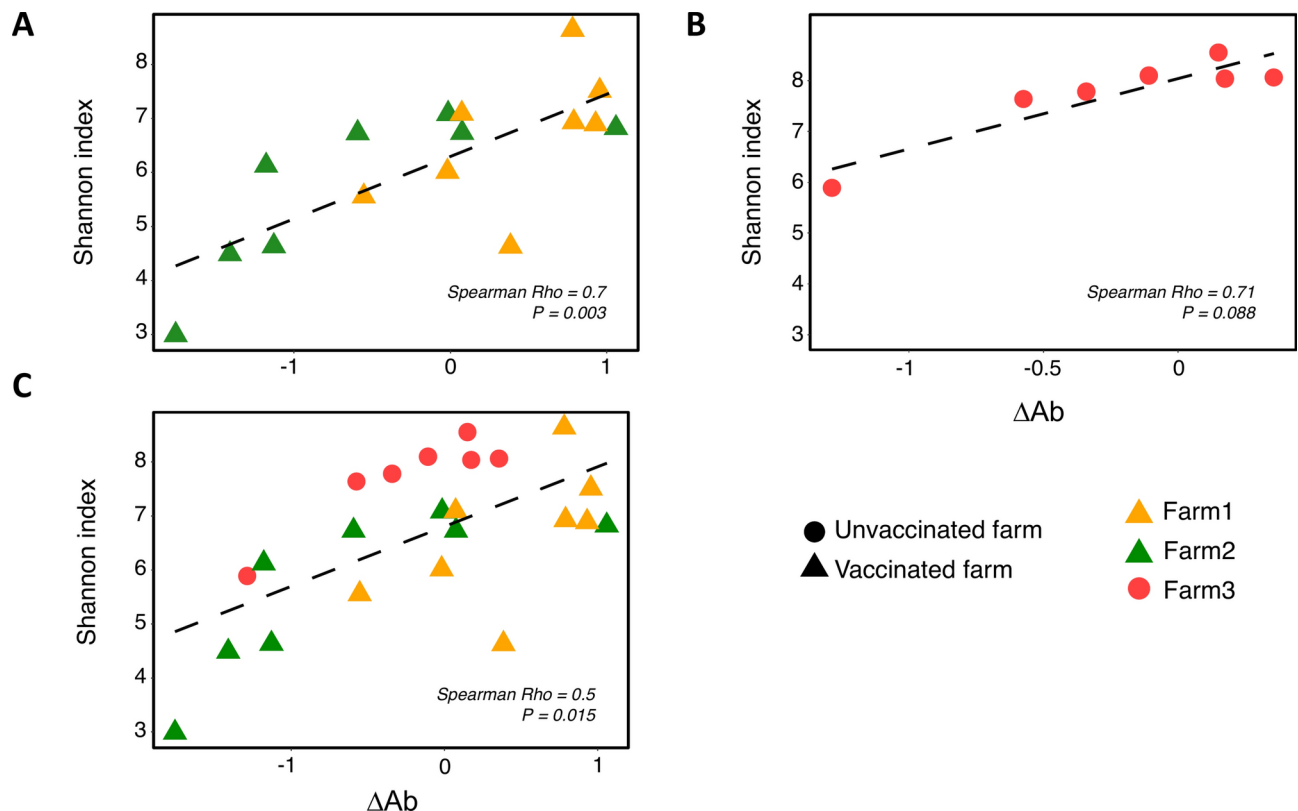 A
Shannon index
8
7
6
5
4
3
Spearman Rho = 0.7
P = 0.003
-1
0
1
B
Shannon index
8
7
6
5
4
3
Spearman Rho = 0.71
P = 0.088
-1
-0.5
0
ΔAb
C
Shannon index
8
7
6
5
4
3
Spearman Rho = 0.5
P = 0.015
-1
0
1
ΔAb
Unvaccinated farm
Vaccinated farm
Farm1
Farm2
Farm3